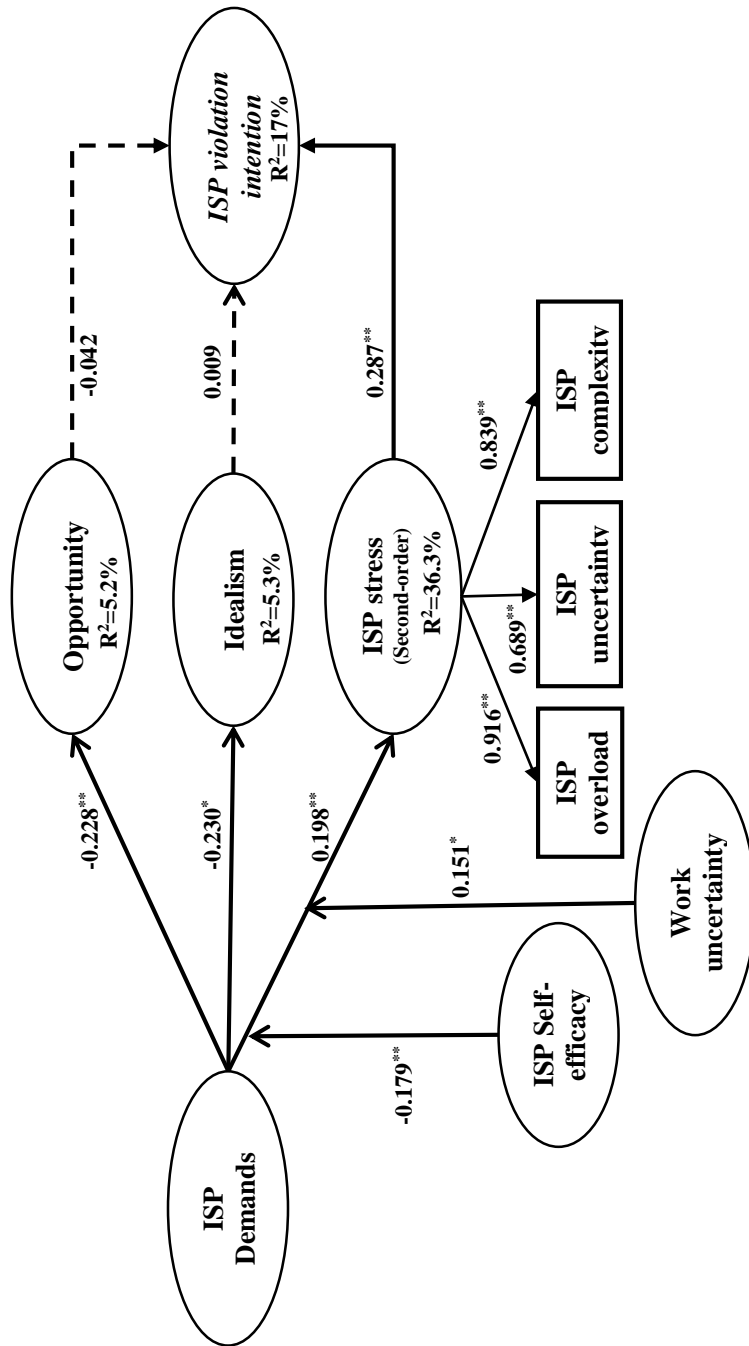 ISP
Demands
-0.228**
-0.230*
0.198**
-0.179**
0.151*
ISP Self-
efficacy
Work
uncertainty
Opportunity
R²=5.2%
Idealism
R²=5.3%
ISP stress
(Second-order)
R²=36.3%
0.916**
0.689**
0.839**
ISP
overload
ISP
uncertainty
ISP
complexity
-0.042
0.009
0.287**
ISP violation
intention
R²=17%